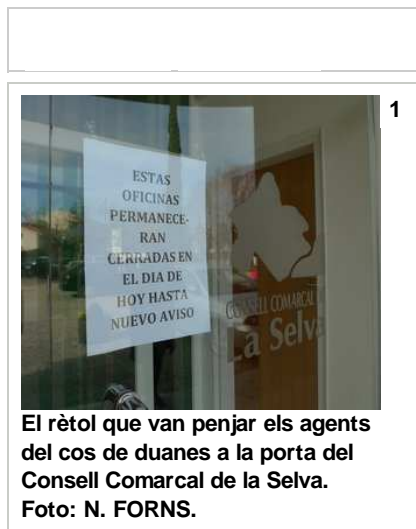 1
ESTAS
OFICINAS
PERMANECE-
RAN
CERRADAS EN
EL DIA DE
HOY HASTA
NUEVO AVISO
CONSELL COMARCAL
La Selva
El rètol que van penjar els agents
del cos de duanes a la porta del
Consell Comarcal de la Selva.
Foto: N. FORNS.